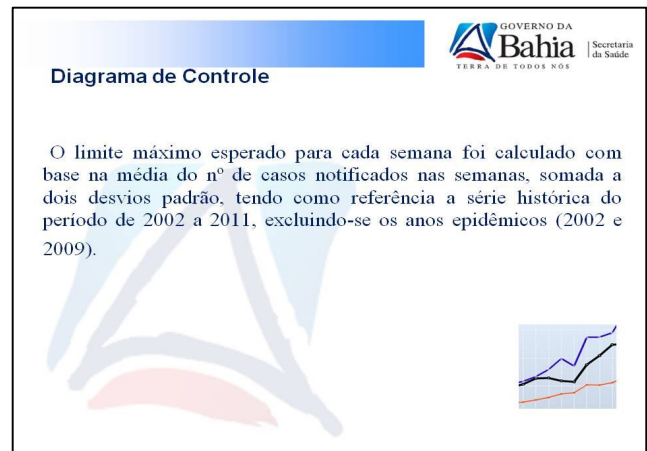 GOVERNO DA
Bahia
TERRA DE TODOS NÓS
Secretaria
da Saúde
Diagrama de Controle
O limite máximo esperado para cada semana foi calculado com
base na média do nº de casos notificados nas semanas, somada a
dois desvios padrão, tendo como referência a série histórica do
período de 2002 a 2011, excluindo-se os anos epidêmicos (2002 e
2009).